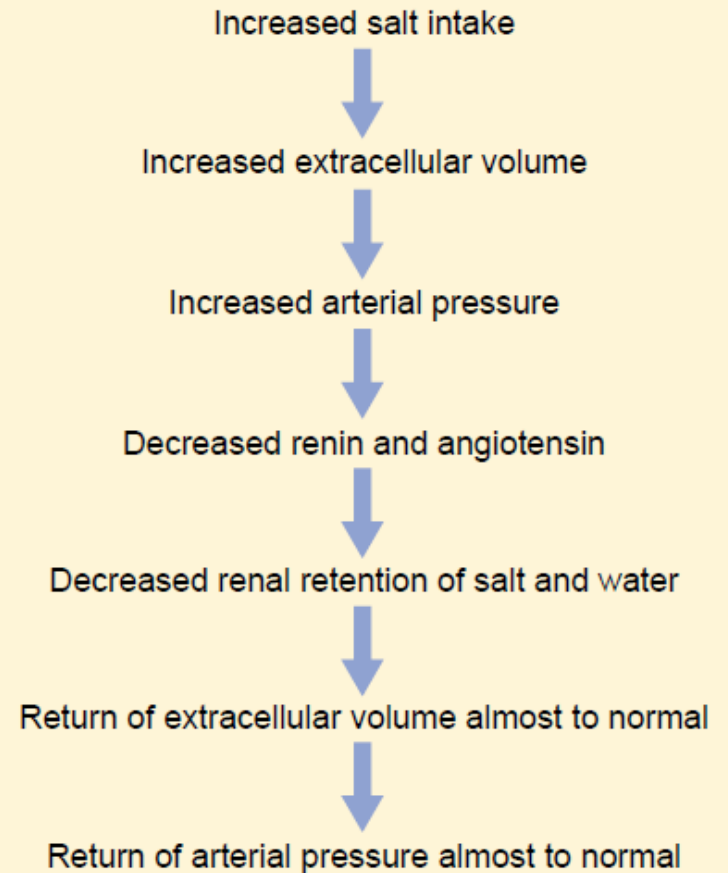 Increased salt intake
Increased extracellular volume
Increased arterial pressure
Decreased renin and angiotensin
Decreased renal retention of salt and water
Return of extracellular volume almost to normal
Return of arterial pressure almost to normal